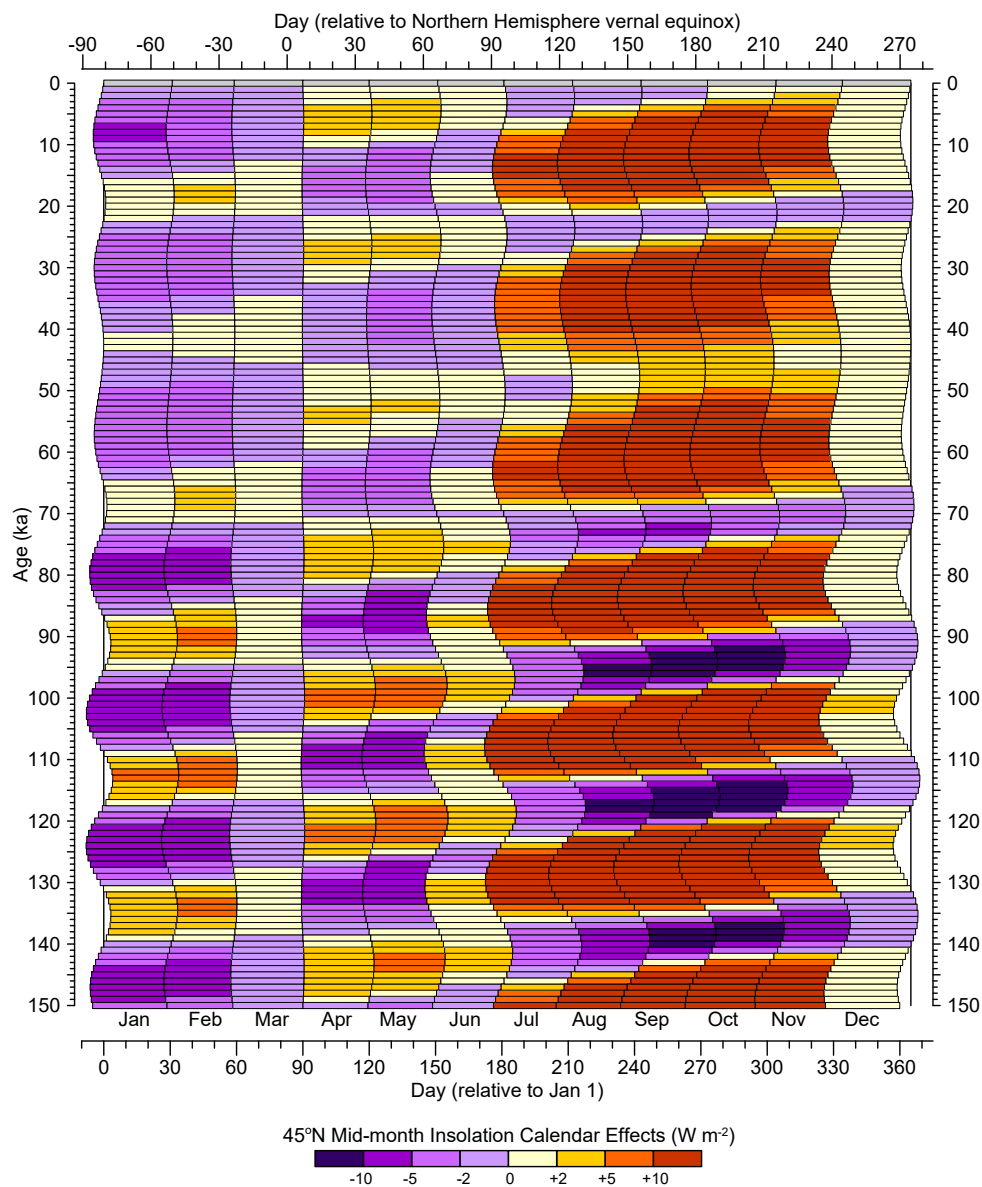 Day (relative to Northern Hemisphere vernal equinox)
-90 -60 -30 0 30 60 90 120 150 180 210 240 270
0 0
10 10
20 20
30 30
40 40
50 50
60 60
70 70
Age (ka)
80 80
90 90
100 100
110 110
120 120
130 130
140 140
150 150
Jan Feb Mar Apr May Jun Jul Aug Sep Oct Nov Dec
0 30 60 90 120 150 180 210 240 270 300 330 360
Day (relative to Jan 1)
45ºN Mid-month Insolation Calendar Effects (W m-2)
-10 -5 -2 0 +2 +5 +10